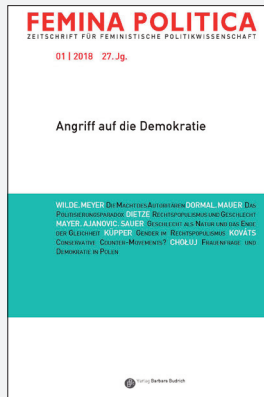 FEMINA POLITICA
ZEITSCHRIFT FÜR FEMINISTISCHE POLITIKWISSENSCHAFT
01 | 2018 27. Jg.
Angriff auf die Demokratie
WILDE, MEYER DIE MACHT DES AUTORITÄREN DORMAL, MAUER DAS
POLITISIERUNGSPARADOX DIETZE RECHTSPOPULISMUS UND GESCHLECHT
MAYER, AJANOVIC, SAUER GESCHLECHT ALS NATUR UND DAS ENDE
DER GLEICHHEIT KÜPPER GENDER IM RECHTSPOPULISMUS KOVÁTS
CONSERVATIVE COUNTER-MOVEMENTS? CHOŁUJ FRAUENFRAGE UND
DEMOKRATIE IN POLEN
Verlag Barbara Budrich